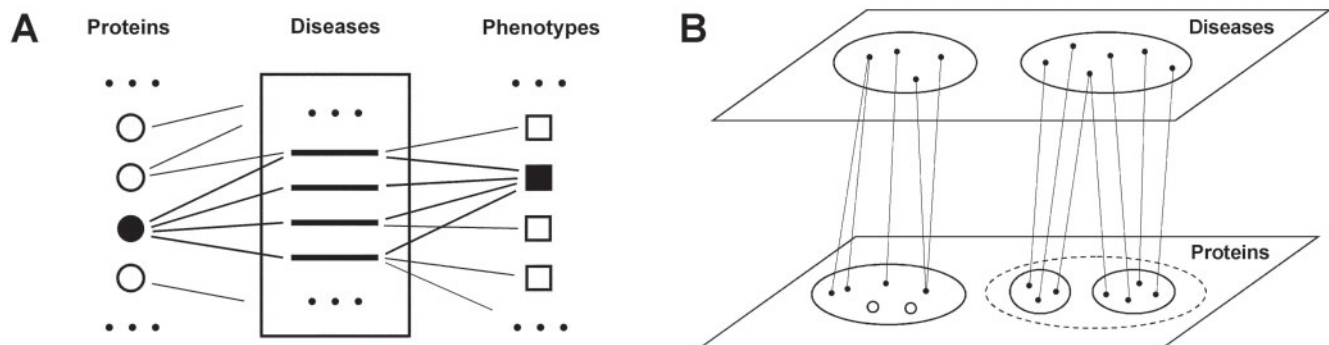 A
Proteins
Diseases
Phenotypes
B
Diseases
Proteins